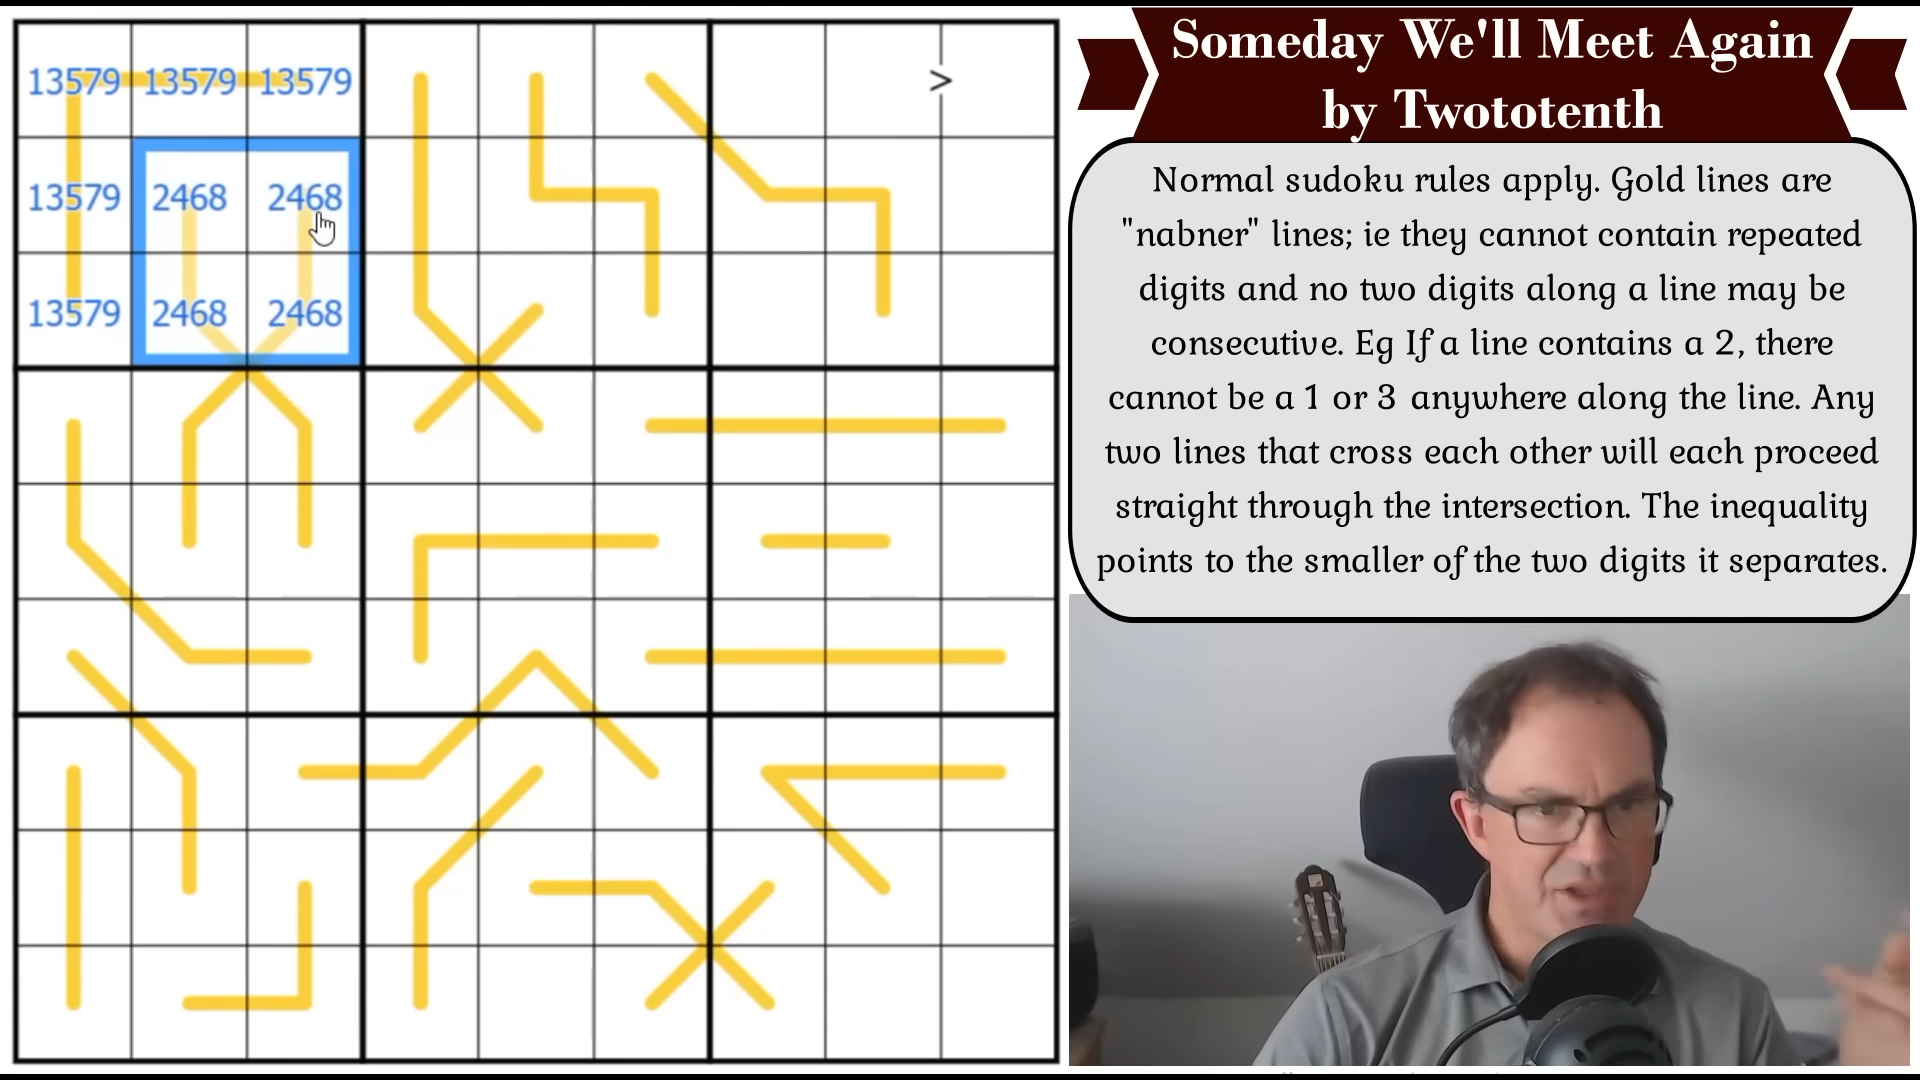 Someday We'll Meet Again
by Twototenth
Normal sudoku rules apply. Gold lines are
"nabner" lines; ie they cannot contain repeated
digits and no two digits along a line may be
consecutive. Eg If a line contains a 2, there
cannot be a 1 or 3 anywhere along the line. Any
two lines that cross each other will each proceed
straight through the intersection. The inequality
points to the smaller of the two digits it separates.
13579 13579 13579 >
13579 2468 2468
13579 2468 2468